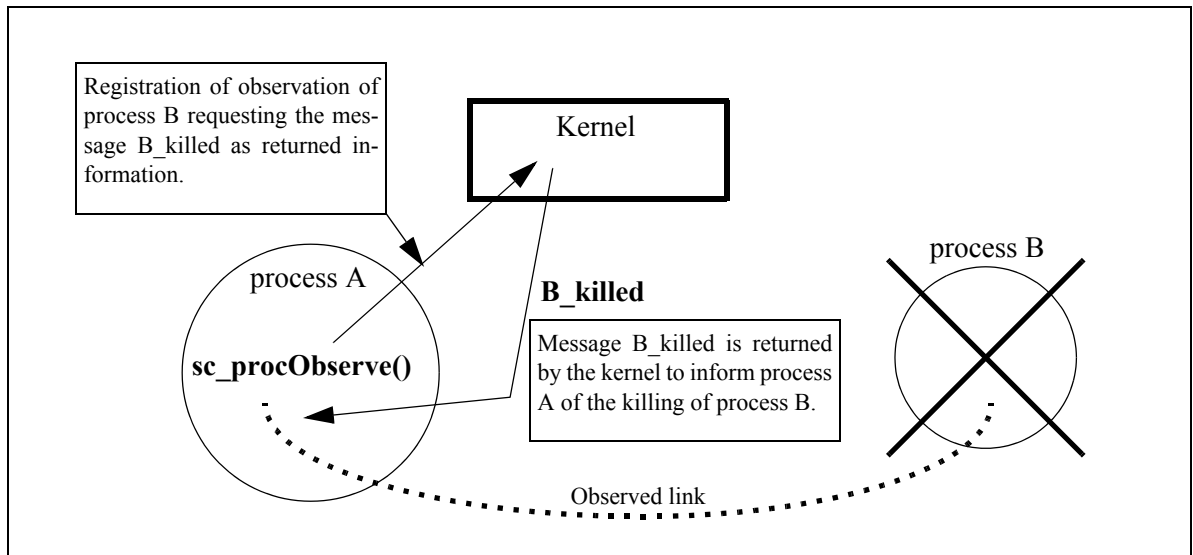 Registration of observation of
process B requesting the mes-
sage B_killed as returned in-
formation.
Kernel
process A
process B
B_killed
sc_procObserve()
Message B_killed is returned
by the kernel to inform process
A of the killing of process B.
Observed link